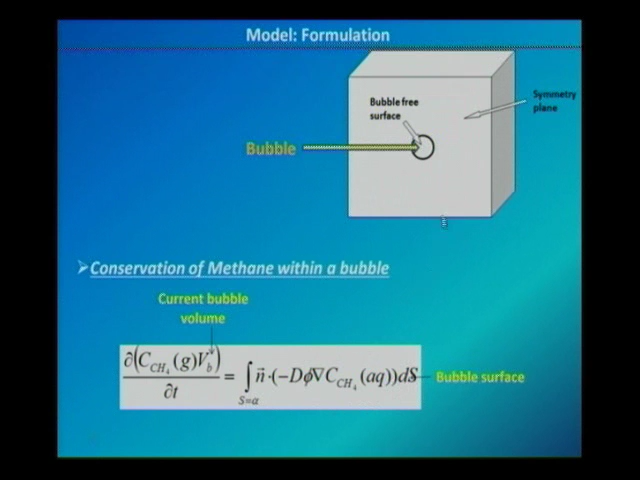 Model: Formulation
Bubble free
surface
Symmetry
plane
Bubble
➢Conservation of Methane within a bubble
Current bubble
volume
∂(C_CH₄(g)V_b)/∂t = ∫_{S=α} n⃗·(−Dϕ∇C_CH₄(aq))dS
Bubble surface